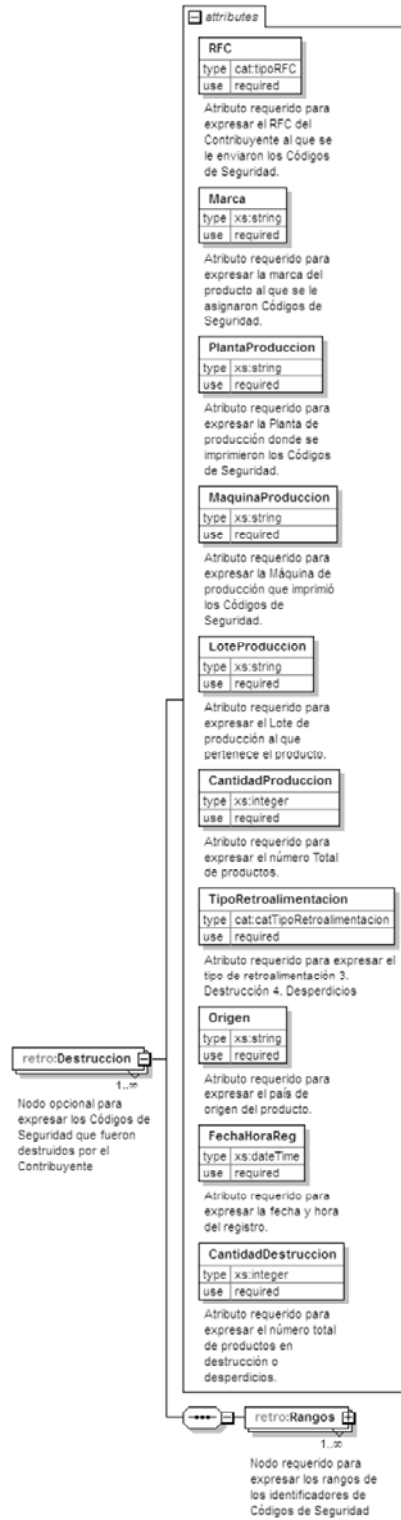 attributes
RFC
type cat:tipoRFC
use required
Atributo requerido para
expresar el RFC del
Contribuyente al que se
le enviaron los Códigos
de Seguridad.
Marca
type xs:string
use required
Atributo requerido para
expresar la marca del
producto al que se le
asignaron Códigos de
Seguridad.
PlantaProduccion
type xs:string
use required
Atributo requerido para
expresar la Planta de
producción donde se
imprimieron los Códigos
de Seguridad.
MaquinaProduccion
type xs:string
use required
Atributo requerido para
expresar la Máquina de
producción que imprimió
los Códigos de
Seguridad.
LoteProduccion
type xs:string
use required
Atributo requerido para
expresar el Lote de
producción al que
pertenece el producto.
CantidadProduccion
type xs:integer
use required
Atributo requerido para
expresar el número Total
de productos.
TipoRetroalimentacion
type cat:catTipoRetroalimentacion
use required
Atributo requerido para expresar el
tipo de retroalimentación 3.
Destrucción 4. Desperdicios
Origen
type xs:string
use required
Atributo requerido para
expresar el país de
origen del producto.
FechaHoraReg
type xs:dateTime
use required
Atributo requerido para
expresar la fecha y hora
del registro.
CantidadDestruccion
type xs:integer
use required
Atributo requerido para
expresar el número total
de productos en
destrucción o
desperdicios.
retro:Destruccion
1..∞
Nodo opcional para
expresar los Códigos de
Seguridad que fueron
destruidos por el
Contribuyente
retro:Rangos
1..∞
Nodo requerido para
expresar los rangos de
los identificadores de
Códigos de Seguridad